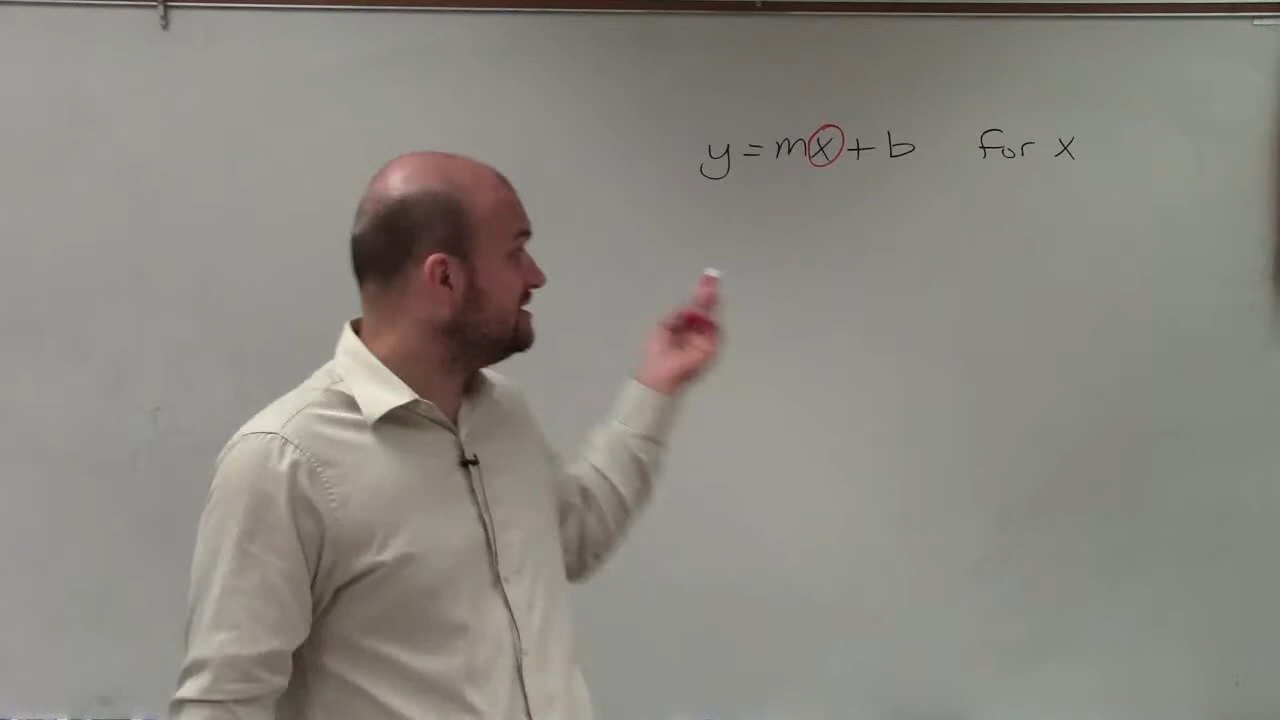 y = mx + b for x